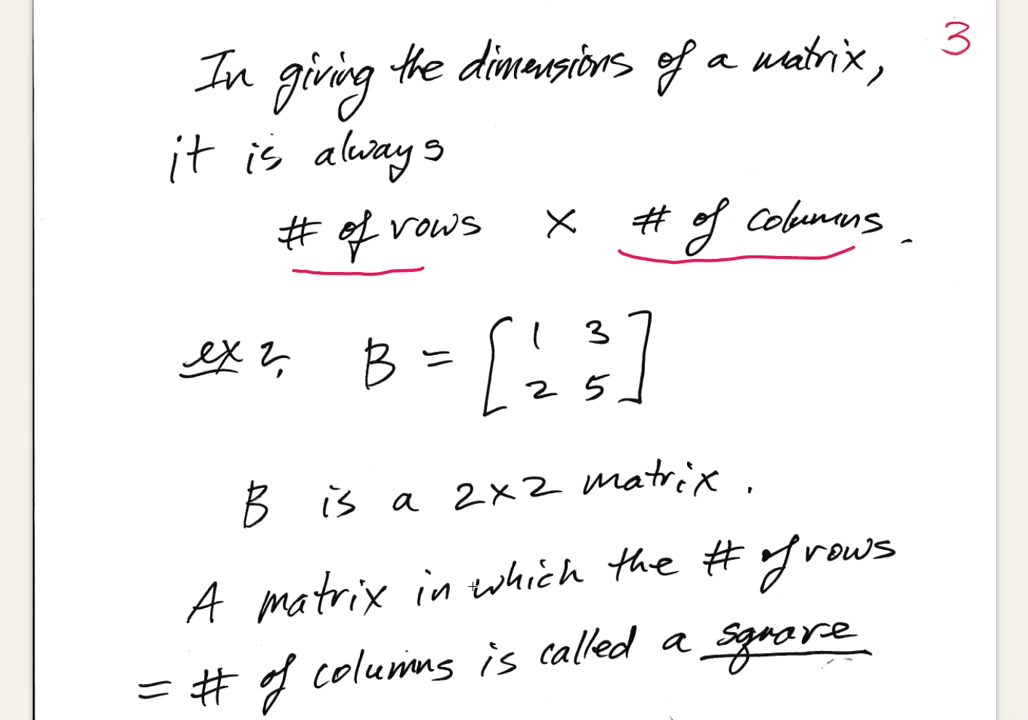 3
In giving the dimensions of a matrix,
it is always
# of rows × # of columns.
ex 2. B = [1 3
2 5]
B is a 2×2 matrix.
A matrix in which the # of rows
= # of columns is called a square